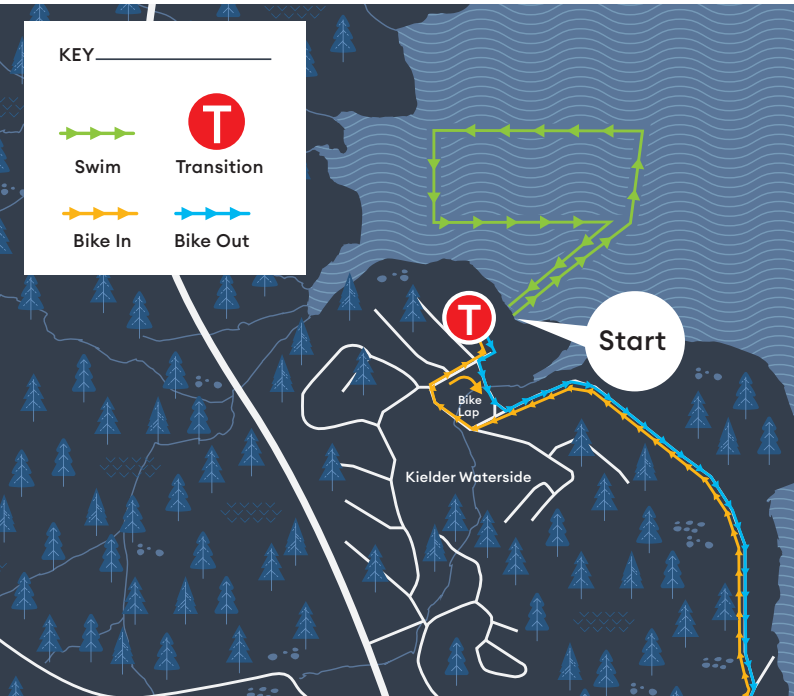 KEY
T
Swim
Transition
Bike In
Bike Out
T
Start
Bike
Lap
Kielder Waterside